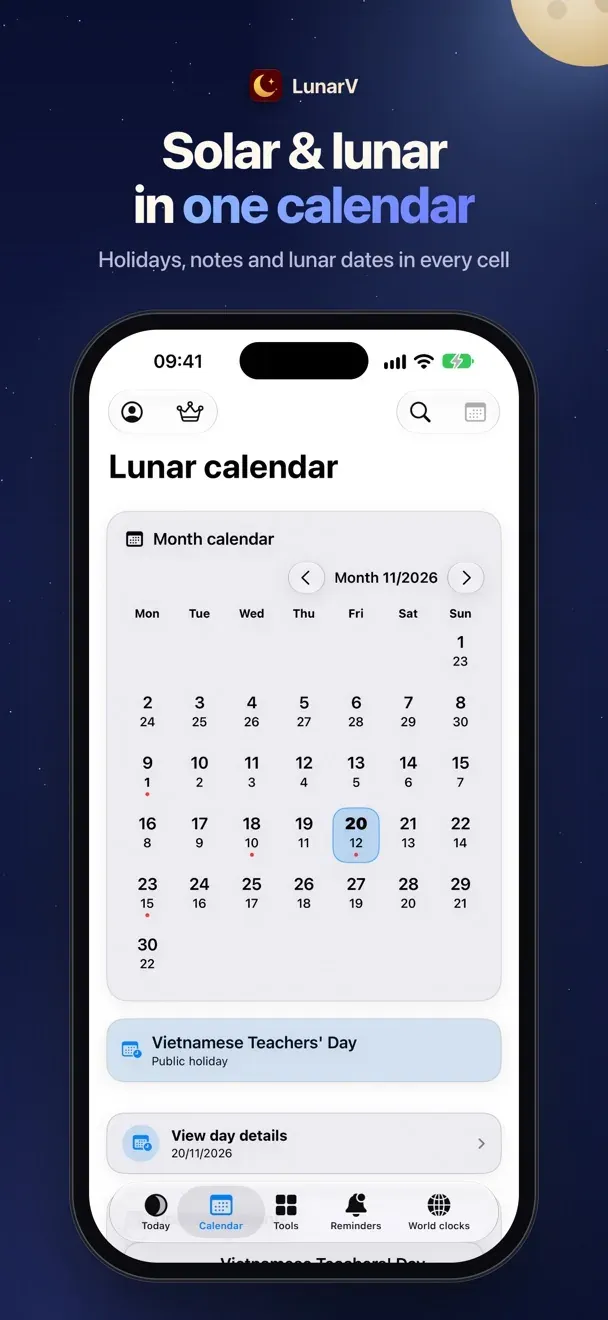 LunarV
Solar & lunar
in one calendar
Holidays, notes and lunar dates in every cell
09:41
Lunar calendar
Month calendar
Month 11/2026
Mon Tue Wed Thu Fri Sat Sun
1
23
2 3 4 5 6 7 8
24 25 26 27 28 29 30
9 10 11 12 13 14 15
1 2 3 4 5 6 7
16 17 18 19 20 21 22
8 9 10 11 12 13 14
23 24 25 26 27 28 29
15 16 17 18 19 20 21
30
22
Vietnamese Teachers' Day
Public holiday
View day details
20/11/2026
Today Calendar Tools Reminders World clocks
Vietnamese Teachers' Day